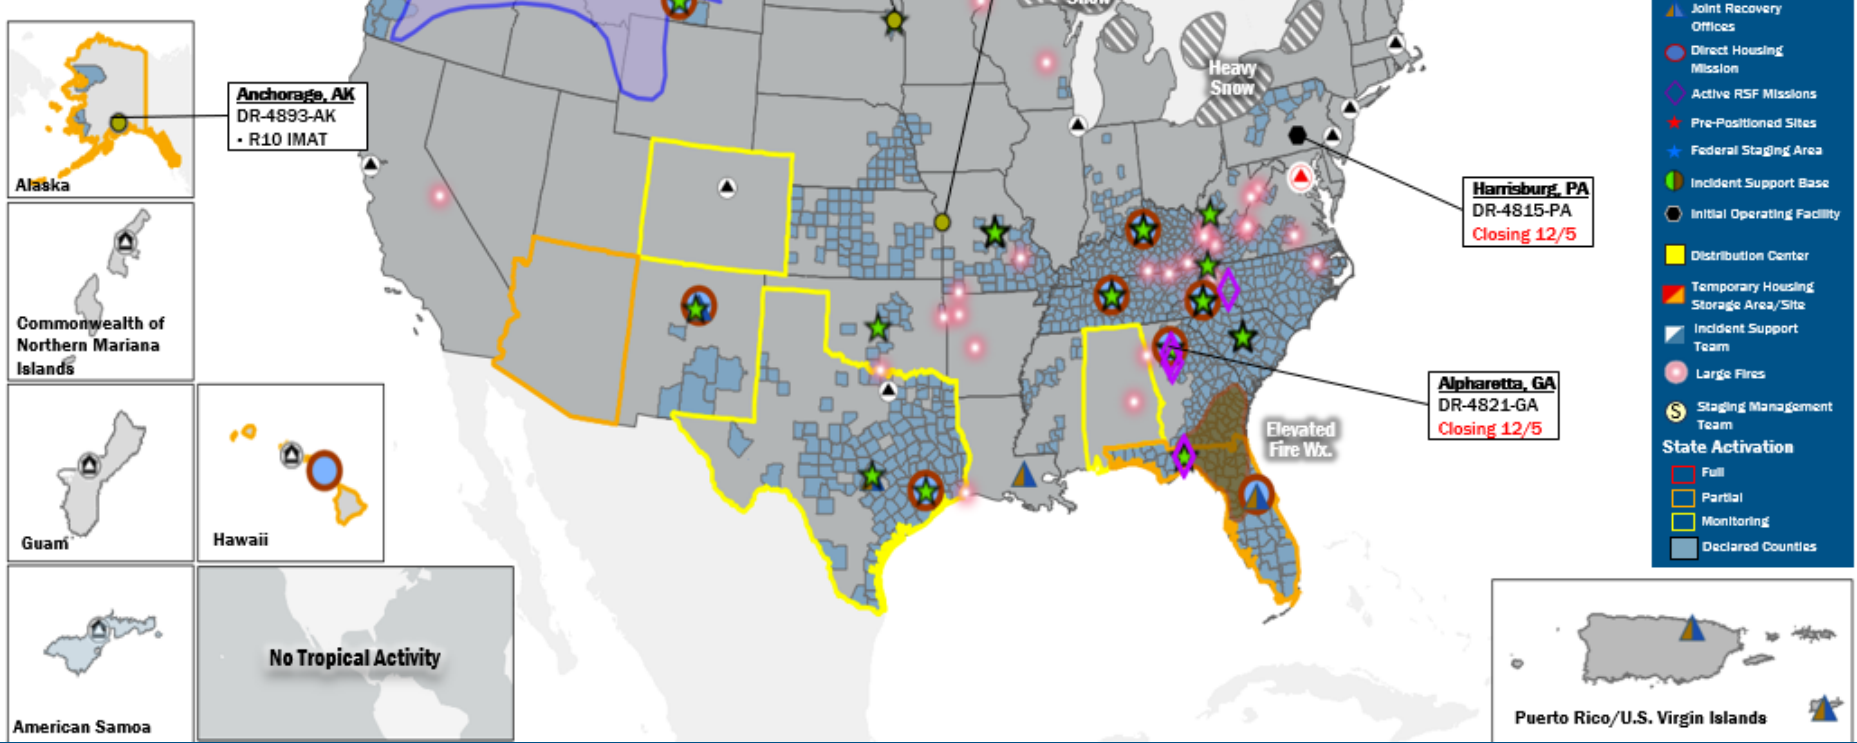 Snow
Heavy
Snow
Anchorage, AK
DR-4893-AK
• R10 IMAT
Alaska
Commonwealth of
Northern Mariana
Islands
Guam
Hawaii
American Samoa
No Tropical Activity
Harrisburg, PA
DR-4815-PA
Closing 12/5
Alpharetta, GA
DR-4821-GA
Closing 12/5
Elevated
Fire Wx.
Joint Recovery
Offices
Direct Housing
Mission
Active RSF Missions
Pre-Positioned Sites
Federal Staging Area
Incident Support Base
Initial Operating Facility
Distribution Center
Temporary Housing
Storage Area/Site
Incident Support
Team
Large Fires
S
Staging Management
Team
State Activation
Full
Partial
Monitoring
Declared Counties
Puerto Rico/U.S. Virgin Islands